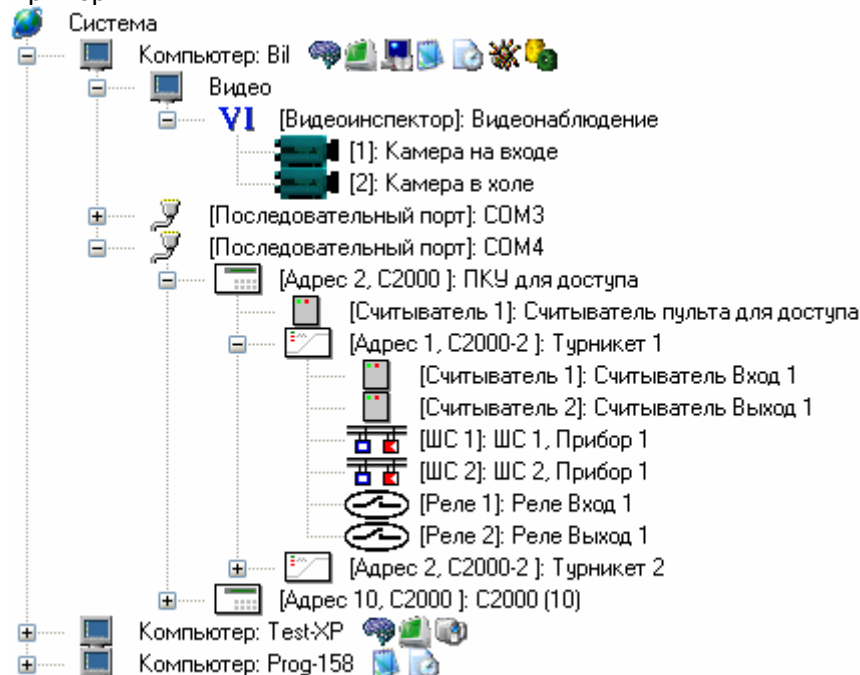 Система
Компьютер: Bil
Видео
VI [Видеоинспектор]: Видеонаблюдение
[1]: Камера на входе
[2]: Камера в холе
[Последовательный порт]: COM3
[Последовательный порт]: COM4
[Адрес 2, С2000 ]: ПКУ для доступа
[Считыватель 1]: Считыватель пульта для доступа
[Адрес 1, С2000-2 ]: Турникет 1
[Считыватель 1]: Считыватель Вход 1
[Считыватель 2]: Считыватель Выход 1
[ШС 1]: ШС 1, Прибор 1
[ШС 2]: ШС 2, Прибор 1
[Реле 1]: Реле Вход 1
[Реле 2]: Реле Выход 1
[Адрес 2, С2000-2 ]: Турникет 2
[Адрес 10, С2000 ]: С2000 (10)
Компьютер: Test-XP
Компьютер: Prog-158